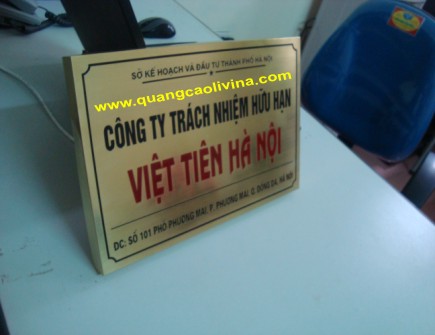 SỞ KẾ HOẠCH VÀ ĐẦU TƯ THÀNH PHỐ HÀ NỘI
www.quangcaolivina.com
CÔNG TY TRÁCH NHIỆM HỮU HẠN
VIỆT TIÊN HÀ NỘI
ĐC: SỐ 101 PHỐ PHƯƠNG MAI, P. PHƯƠNG MAI, Q. ĐỐNG ĐA, HÀ NỘI